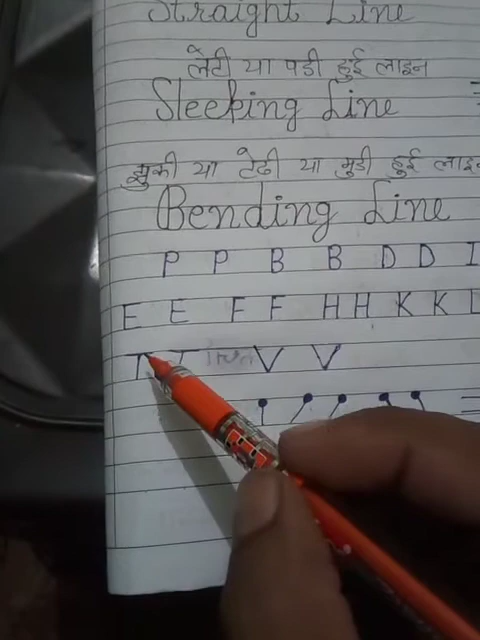 Straight Line
लेटी या पडी हुई लाइन
Sleeping Line
झुकी या टेढी या मुडी हुई लाइन
Bending Line
P P B B D D I
E E F F H H K K L
T T V V